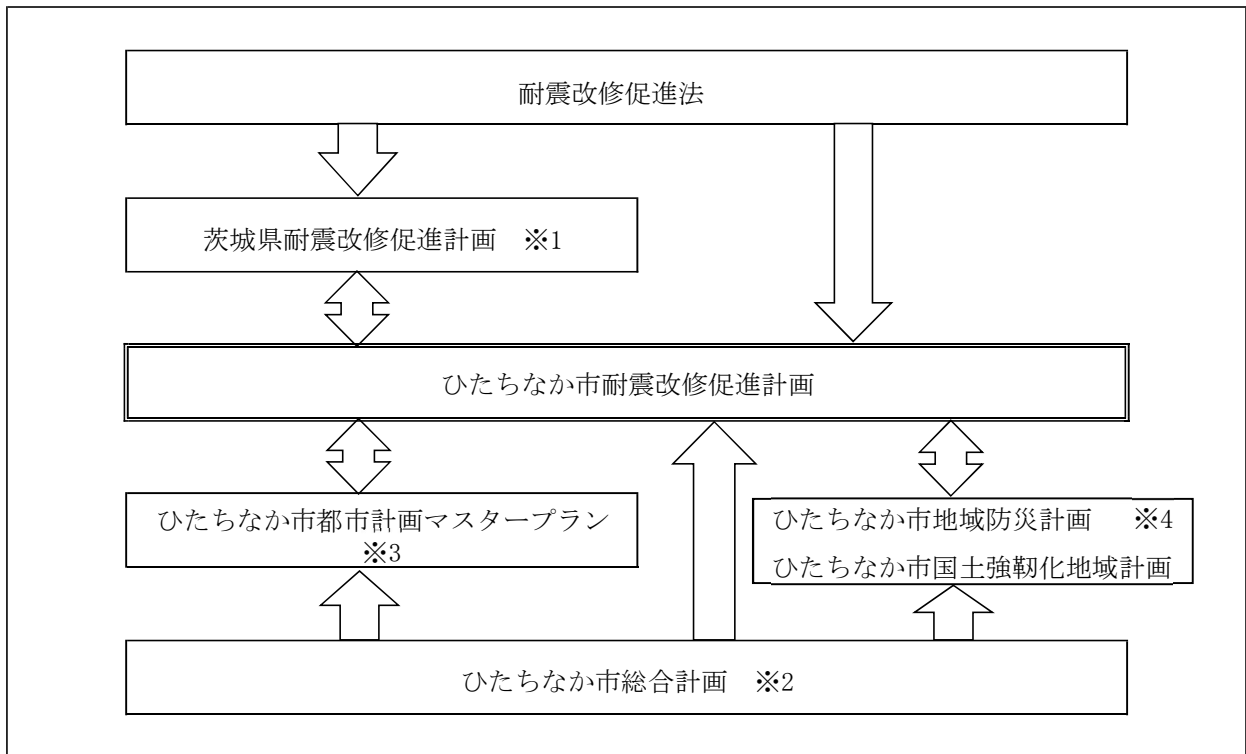 耐震改修促進法
茨城県耐震改修促進計画　※1
ひたちなか市耐震改修促進計画
ひたちなか市都市計画マスタープラン
※3
ひたちなか市地域防災計画　※4
ひたちなか市国土強靱化地域計画
ひたちなか市総合計画　※2